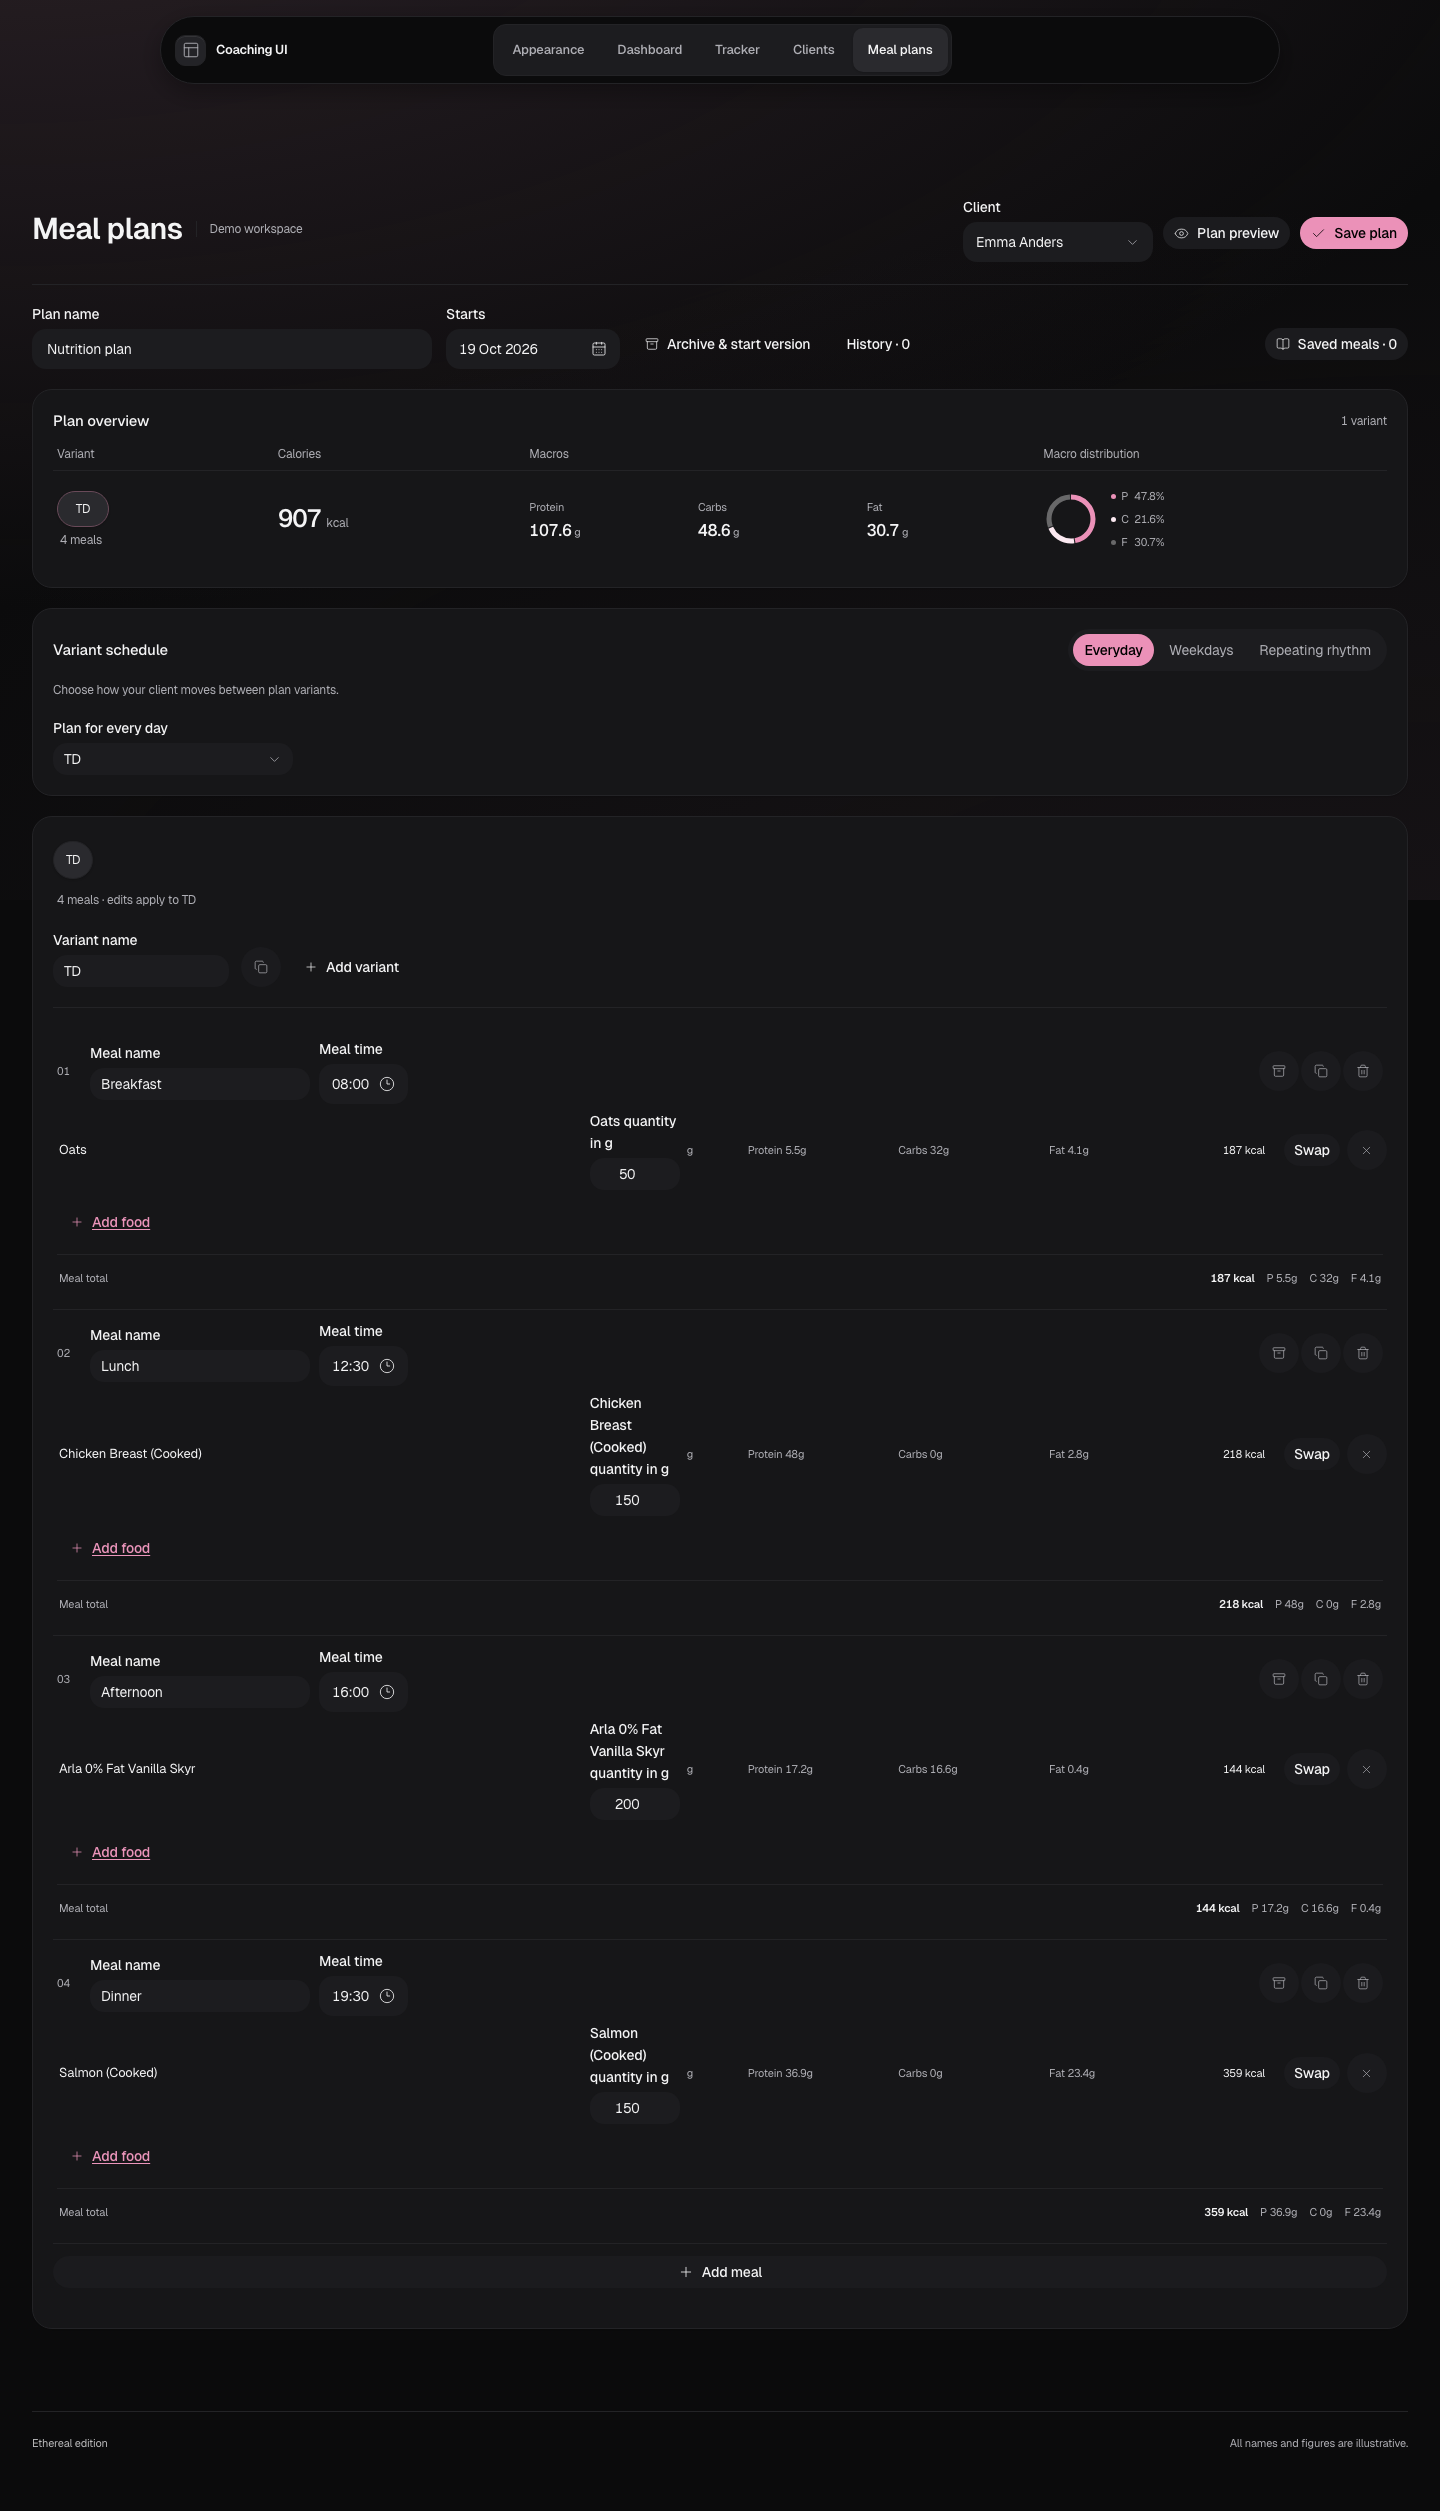 Coaching UI
Appearance
Dashboard
Tracker
Clients
Meal plans
Meal plans
Demo workspace
Client
Emma Anders
Plan preview
Save plan
Plan name
Starts
Nutrition plan
19 Oct 2026
Archive & start version
History · 0
Saved meals · 0
Plan overview
1 variant
Variant
Calories
Macros
Macro distribution
TD
4 meals
907 kcal
Protein
107.6 g
Carbs
48.6 g
Fat
30.7 g
P 47.8%
C 21.6%
F 30.7%
Variant schedule
Everyday
Weekdays
Repeating rhythm
Choose how your client moves between plan variants.
Plan for every day
TD
TD
4 meals · edits apply to TD
Variant name
TD
Add variant
01
Meal name
Breakfast
Meal time
08:00
Oats
Oats quantity
in g
50
g
Protein 5.5g
Carbs 32g
Fat 4.1g
187 kcal
Swap
Add food
Meal total
187 kcal P 5.5g C 32g F 4.1g
02
Meal name
Lunch
Meal time
12:30
Chicken Breast (Cooked)
Chicken
Breast
(Cooked)
quantity in g
150
g
Protein 48g
Carbs 0g
Fat 2.8g
218 kcal
Swap
Add food
Meal total
218 kcal P 48g C 0g F 2.8g
03
Meal name
Afternoon
Meal time
16:00
Arla 0% Fat Vanilla Skyr
Arla 0% Fat
Vanilla Skyr
quantity in g
200
g
Protein 17.2g
Carbs 16.6g
Fat 0.4g
144 kcal
Swap
Add food
Meal total
144 kcal P 17.2g C 16.6g F 0.4g
04
Meal name
Dinner
Meal time
19:30
Salmon (Cooked)
Salmon
(Cooked)
quantity in g
150
g
Protein 36.9g
Carbs 0g
Fat 23.4g
359 kcal
Swap
Add food
Meal total
359 kcal P 36.9g C 0g F 23.4g
Add meal
Ethereal edition
All names and figures are illustrative.